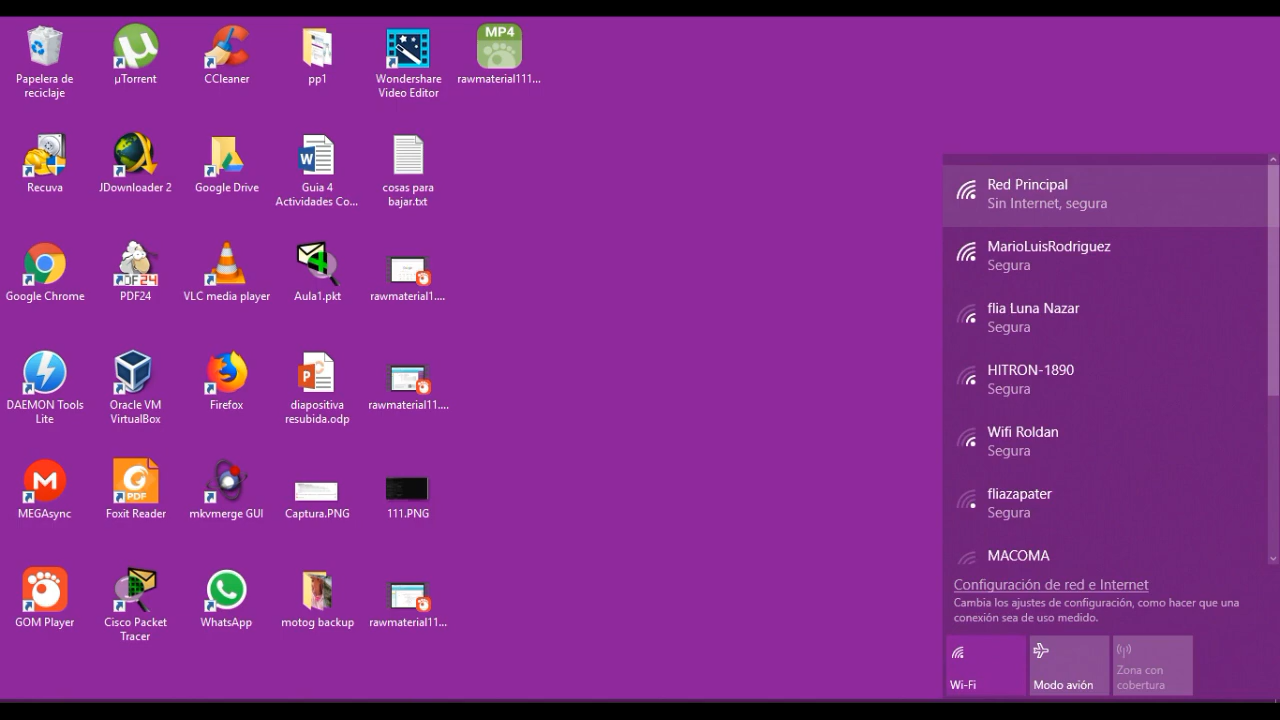 Papelera de
reciclaje
µTorrent
CCleaner
pp1
Wondershare
Video Editor
MP4
rawmaterial111...
Recuva
JDownloader 2
Google Drive
Guia 4
Actividades Co...
cosas para
bajar.txt
Google Chrome
PDF24
PDF24
VLC media player
Aula1.pkt
rawmaterial1....
DAEMON Tools
Lite
Oracle VM
VirtualBox
Firefox
diapositiva
resubida.odp
rawmaterial11....
MEGAsync
PDF
Foxit Reader
mkvmerge GUI
Captura.PNG
111.PNG
GOM Player
Cisco Packet
Tracer
WhatsApp
motog backup
rawmaterial11...
Red Principal
Sin Internet, segura
MarioLuisRodriguez
Segura
flia Luna Nazar
Segura
HITRON-1890
Segura
Wifi Roldan
Segura
fliazapater
Segura
MACOMA
Configuración de red e Internet
Cambia los ajustes de configuración, como hacer que una
conexión sea de uso medido.
Wi-Fi
Modo avión
Zona con
cobertura